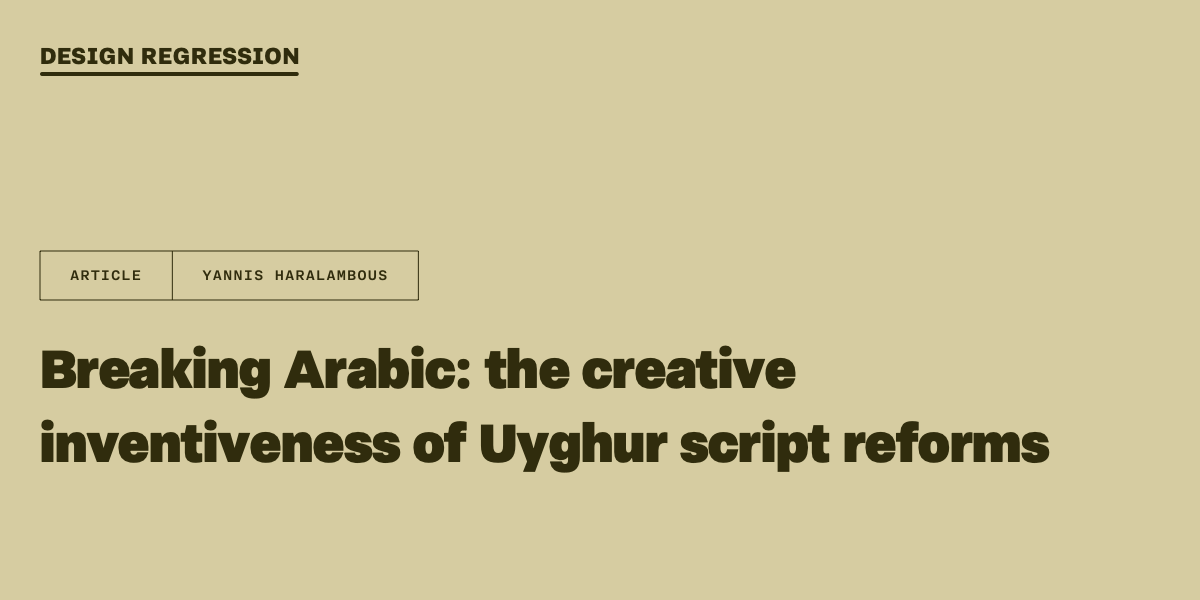 DESIGN REGRESSION
ARTICLE
YANNIS HARALAMBOUS
Breaking Arabic: the creative
inventiveness of Uyghur script reforms